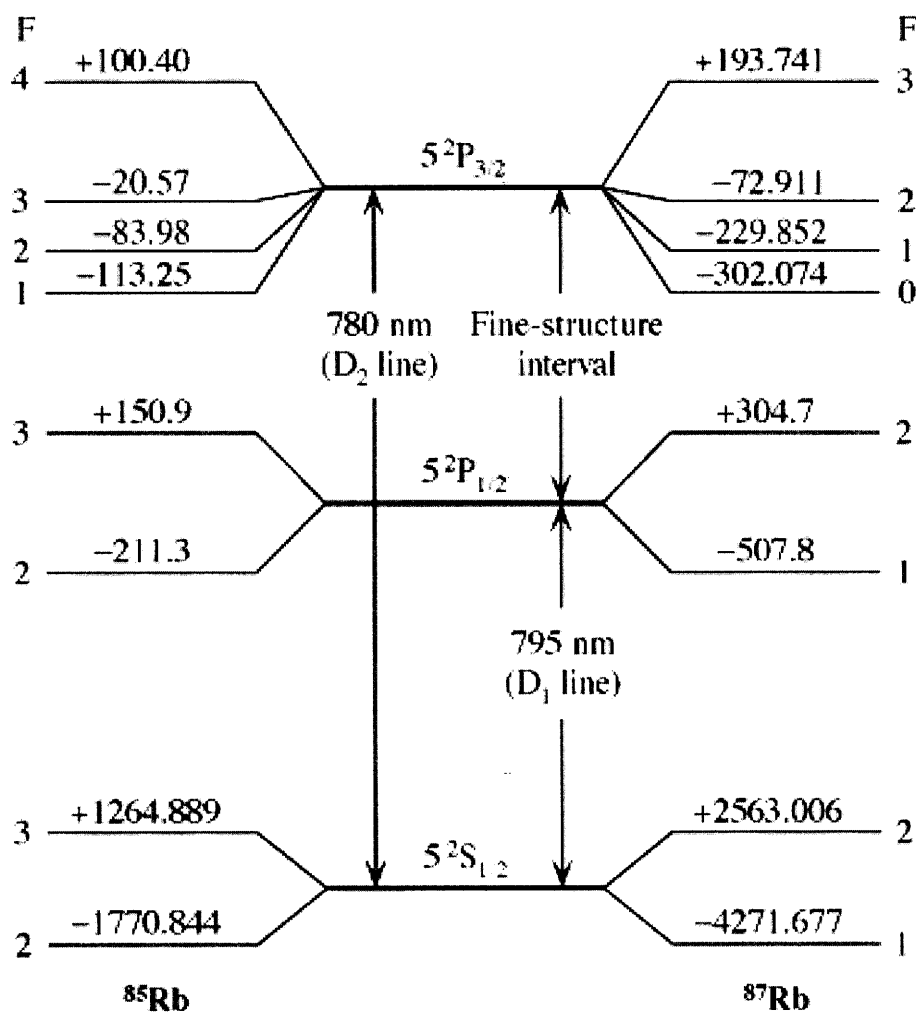 F F
+100.40 +193.741
4 3
5 ²P₃/₂
−20.57 −72.911
3 2
−83.98 −229.852
2 1
−113.25 −302.074
1 0
780 nm Fine-structure
(D₂ line) interval
+150.9 +304.7
3 2
5 ²P₁/₂
−211.3 −507.8
2 1
795 nm
(D₁ line)
+1264.889 +2563.006
3 2
5 ²S₁/₂
−1770.844 −4271.677
2 1
⁸⁵Rb ⁸⁷Rb